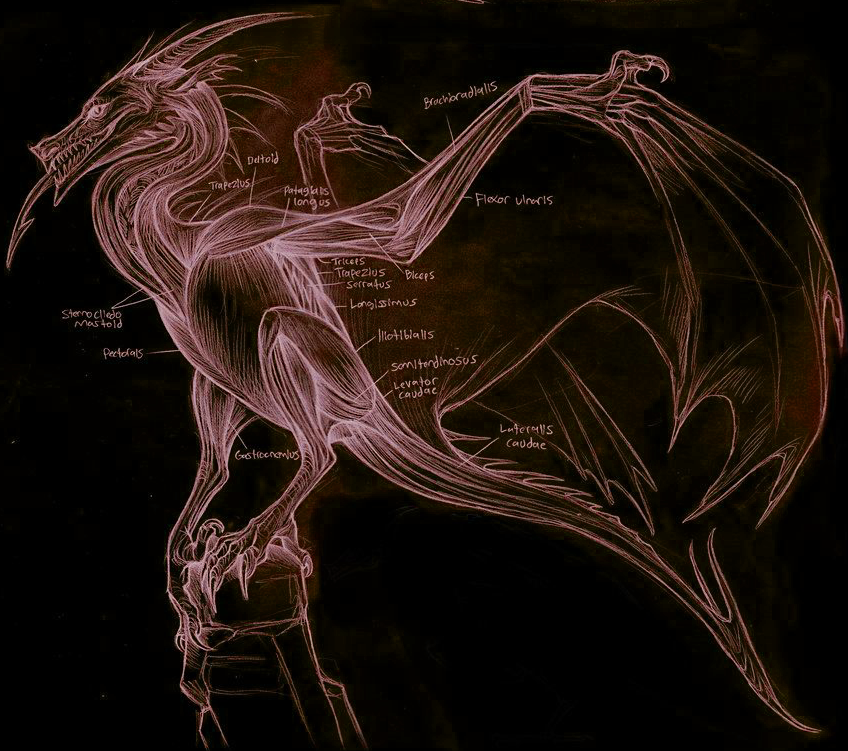 Brachioradialis
Deltoid
Trapezius
Patagialis
longus
Flexor ulnaris
Triceps
Trapezius
serratus
Biceps
Longissimus
Sternocliedo
mastoid
Pectorals
Iliotibialis
semitendinosus
Levator
caudae
Lateralis
caudae
Gastrocnemius